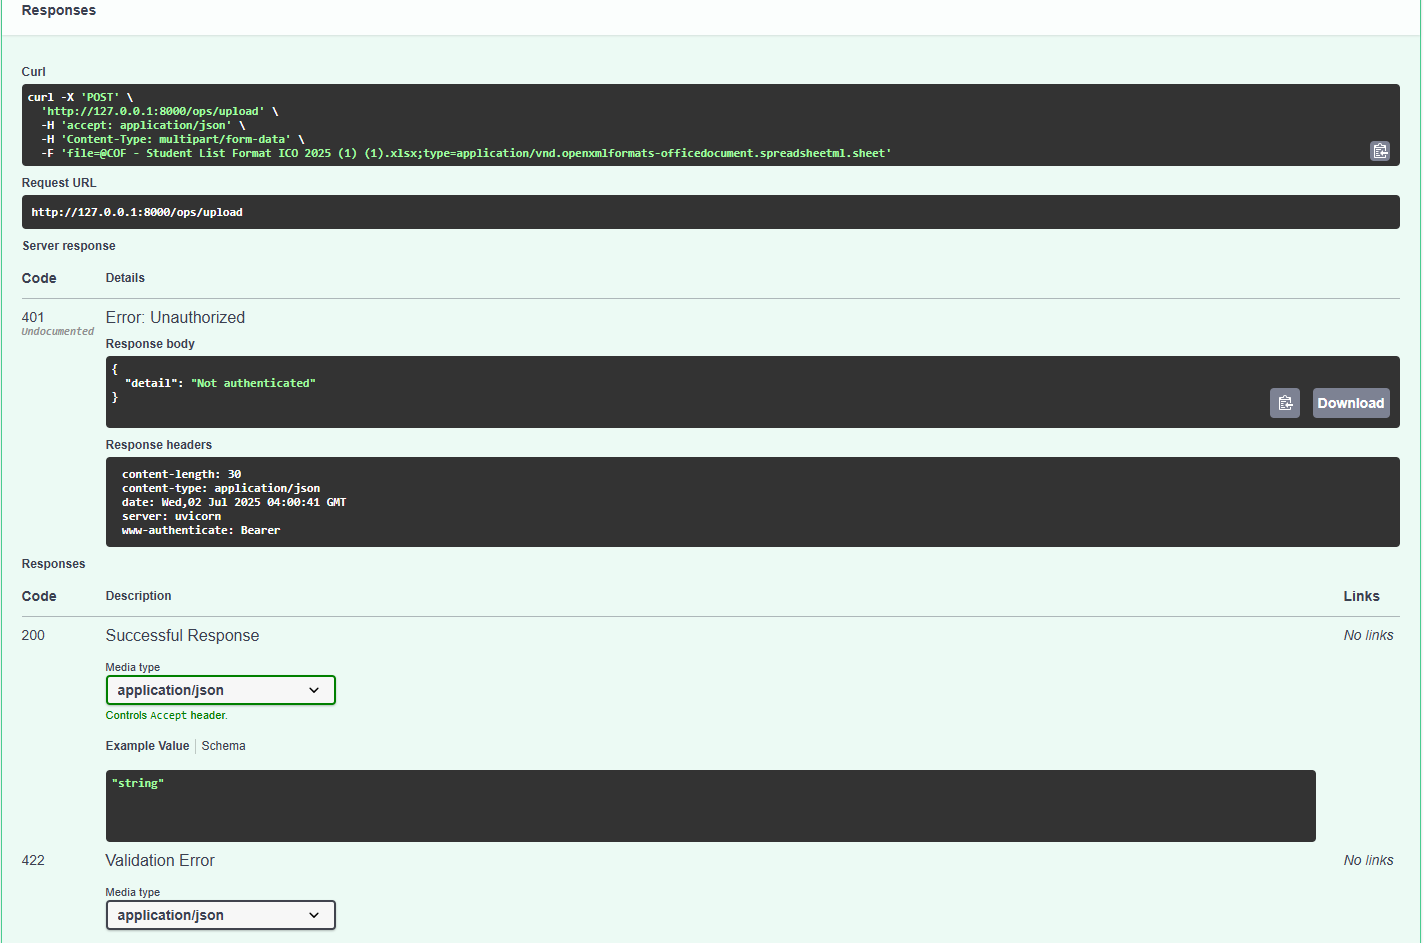 Responses
Curl
curl -X 'POST' \
'http://127.0.0.1:8000/ops/upload' \
-H 'accept: application/json' \
-H 'Content-Type: multipart/form-data' \
-F 'file=@COF - Student List Format ICO 2025 (1) (1).xlsx;type=application/vnd.openxmlformats-officedocument.spreadsheetml.sheet'
Request URL
http://127.0.0.1:8000/ops/upload
Server response
Code Details
401 Error: Unauthorized
Undocumented
Response body
{
"detail": "Not authenticated"
}
Download
Response headers
content-length: 30
content-type: application/json
date: Wed,02 Jul 2025 04:00:41 GMT
server: uvicorn
www-authenticate: Bearer
Responses
Code Description Links
200 Successful Response No links
Media type
application/json
Controls Accept header.
Example Value Schema
"string"
422 Validation Error No links
Media type
application/json